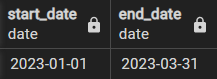 start_date end_date
date date
2023-01-01 2023-03-31